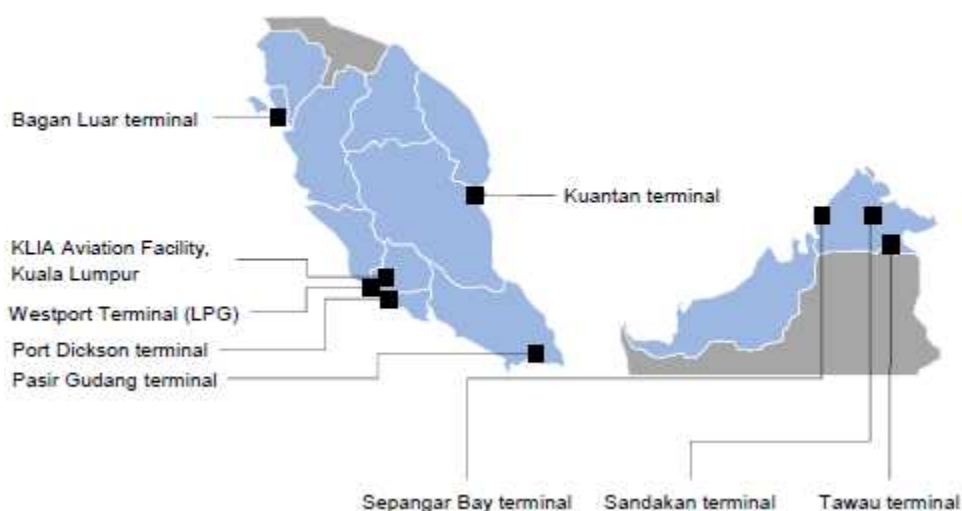 Bagan Luar terminal
Kuantan terminal
KLIA Aviation Facility,
Kuala Lumpur
Westport Terminal (LPG)
Port Dickson terminal
Pasir Gudang terminal
Sepangar Bay terminal
Sandakan terminal
Tawau terminal